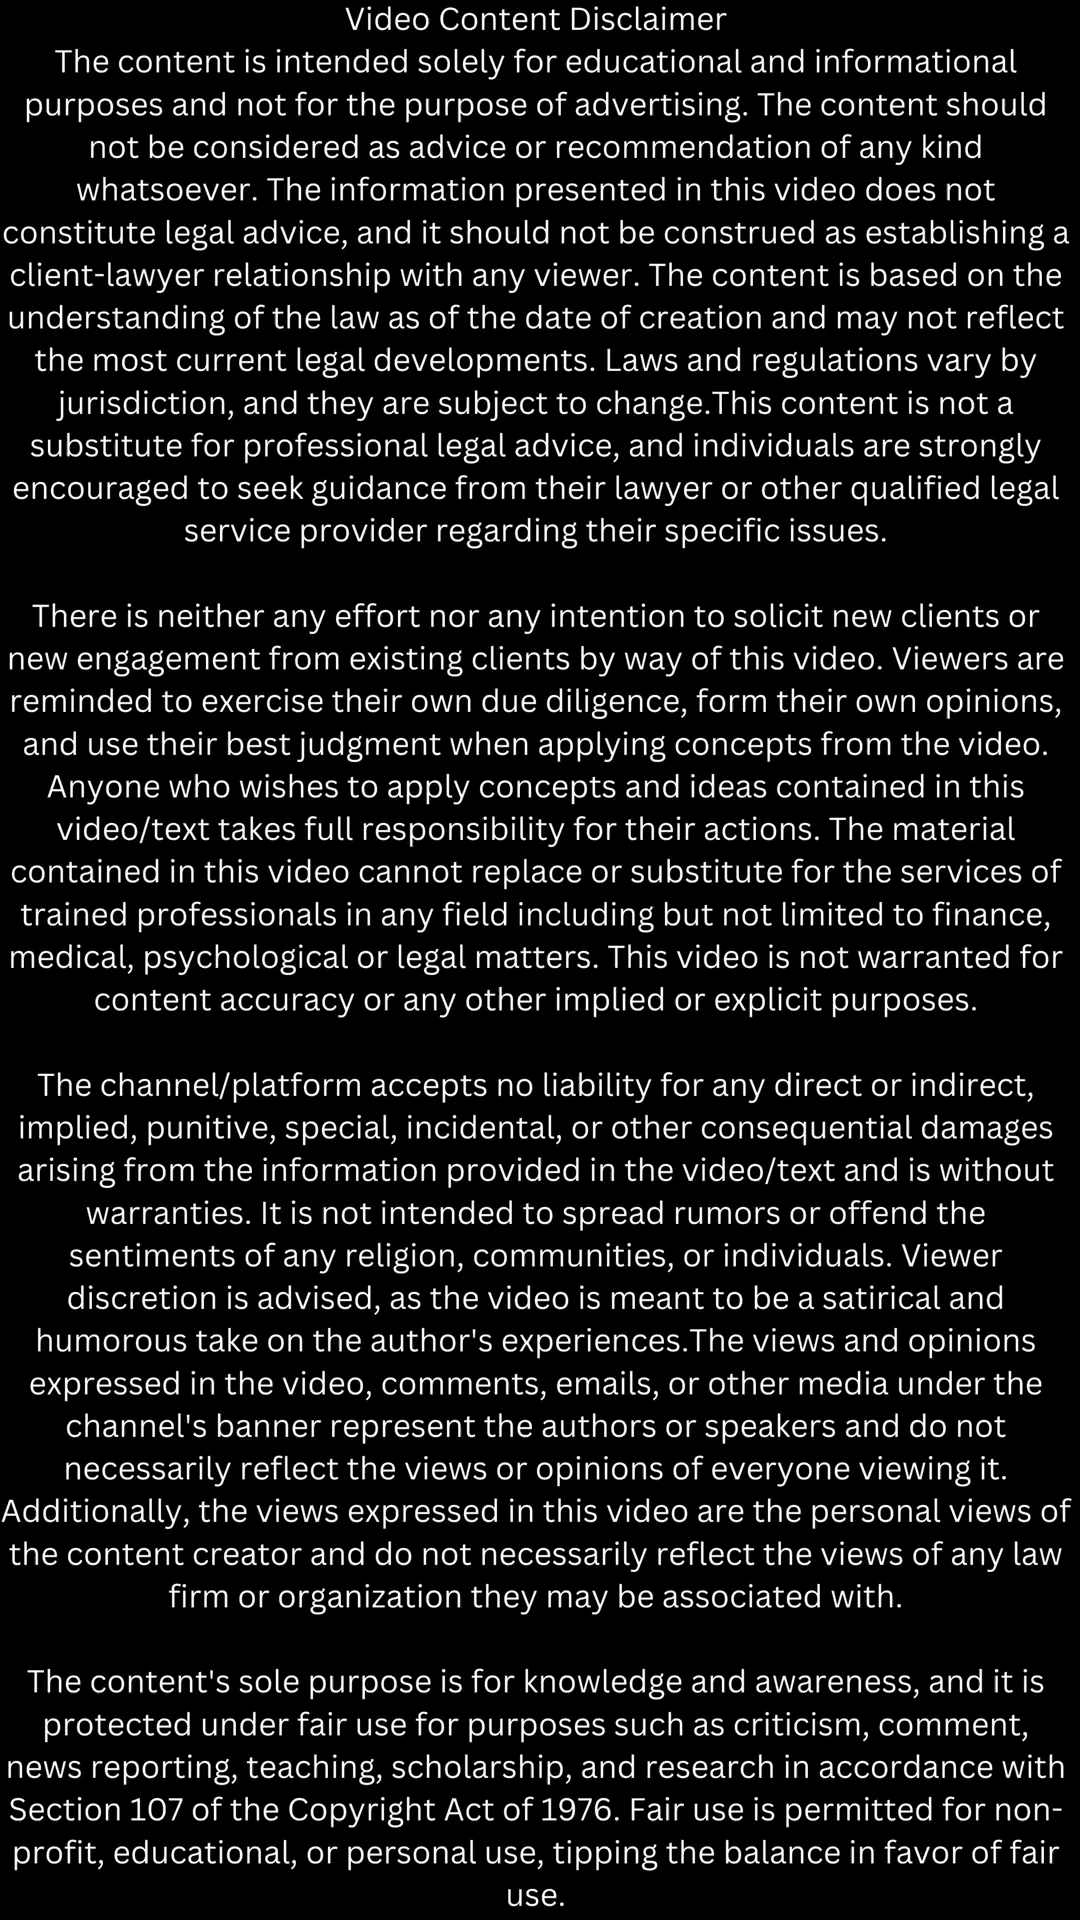 Video Content Disclaimer
The content is intended solely for educational and informational
purposes and not for the purpose of advertising. The content should
not be considered as advice or recommendation of any kind
whatsoever. The information presented in this video does not
constitute legal advice, and it should not be construed as establishing a
client-lawyer relationship with any viewer. The content is based on the
understanding of the law as of the date of creation and may not reflect
the most current legal developments. Laws and regulations vary by
jurisdiction, and they are subject to change.This content is not a
substitute for professional legal advice, and individuals are strongly
encouraged to seek guidance from their lawyer or other qualified legal
service provider regarding their specific issues.
There is neither any effort nor any intention to solicit new clients or
new engagement from existing clients by way of this video. Viewers are
reminded to exercise their own due diligence, form their own opinions,
and use their best judgment when applying concepts from the video.
Anyone who wishes to apply concepts and ideas contained in this
video/text takes full responsibility for their actions. The material
contained in this video cannot replace or substitute for the services of
trained professionals in any field including but not limited to finance,
medical, psychological or legal matters. This video is not warranted for
content accuracy or any other implied or explicit purposes.
The channel/platform accepts no liability for any direct or indirect,
implied, punitive, special, incidental, or other consequential damages
arising from the information provided in the video/text and is without
warranties. It is not intended to spread rumors or offend the
sentiments of any religion, communities, or individuals. Viewer
discretion is advised, as the video is meant to be a satirical and
humorous take on the author's experiences.The views and opinions
expressed in the video, comments, emails, or other media under the
channel's banner represent the authors or speakers and do not
necessarily reflect the views or opinions of everyone viewing it.
Additionally, the views expressed in this video are the personal views of
the content creator and do not necessarily reflect the views of any law
firm or organization they may be associated with.
The content's sole purpose is for knowledge and awareness, and it is
protected under fair use for purposes such as criticism, comment,
news reporting, teaching, scholarship, and research in accordance with
Section 107 of the Copyright Act of 1976. Fair use is permitted for non-
profit, educational, or personal use, tipping the balance in favor of fair
use.